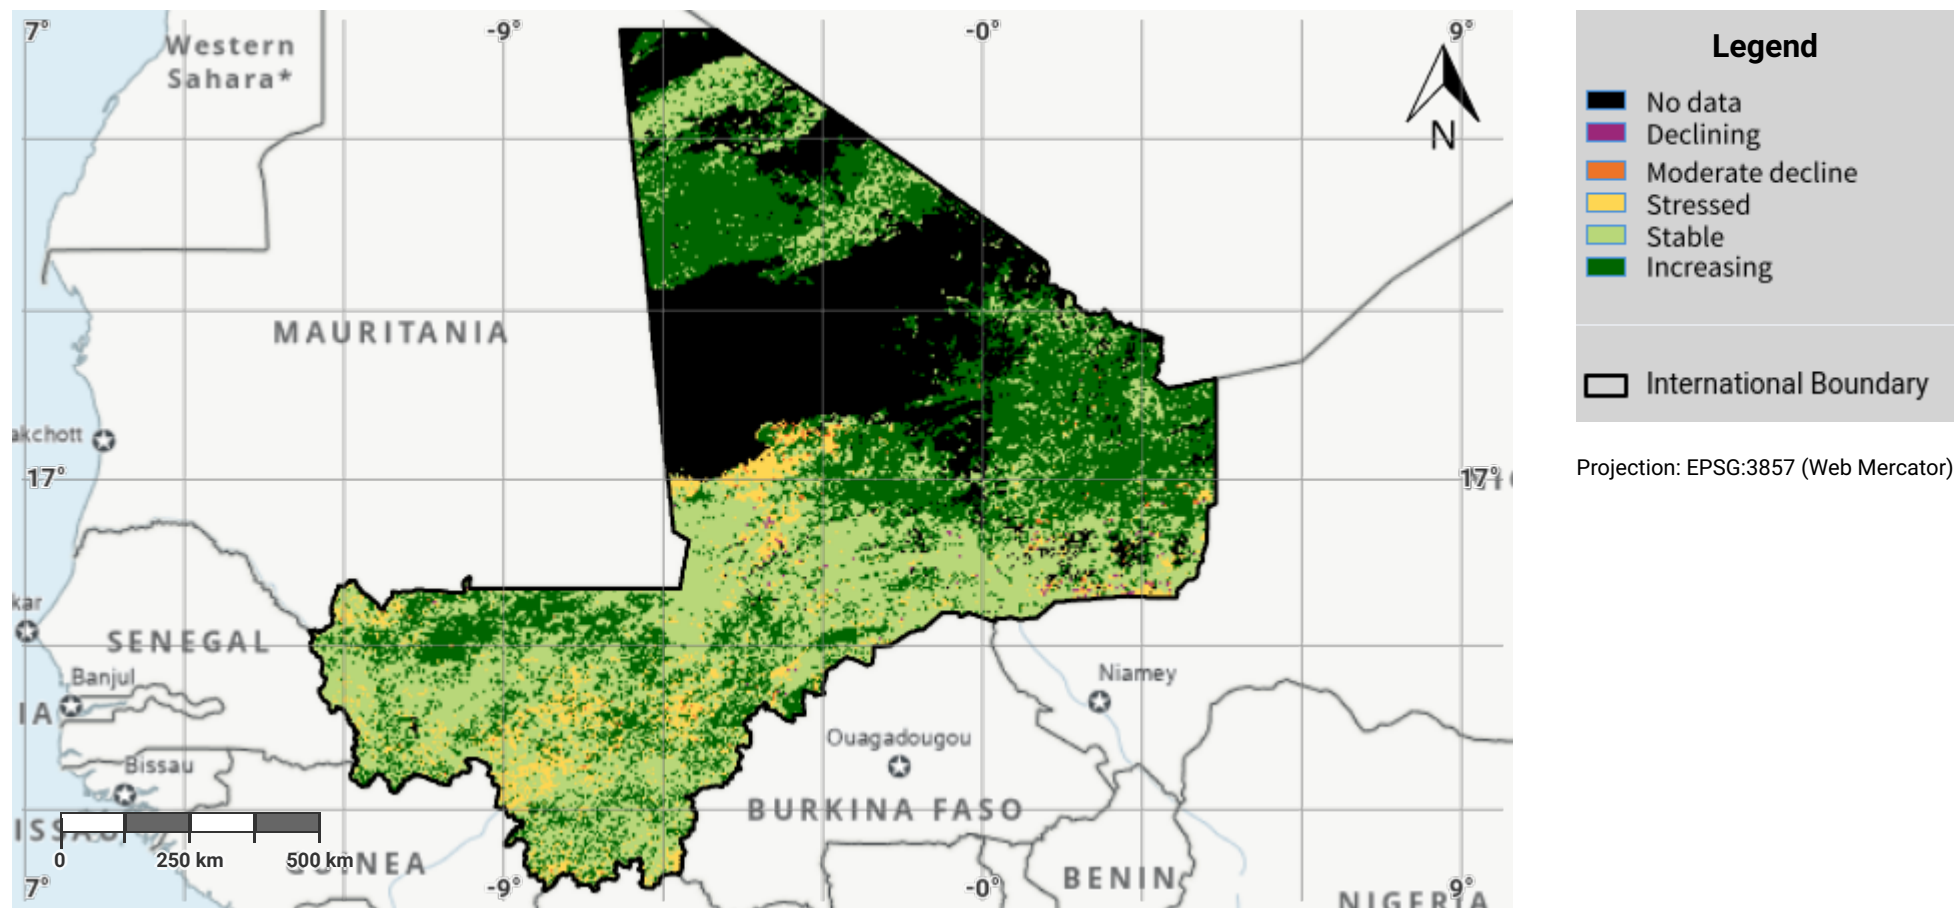 7°
-9°
-0°
9°
Western
Sahara*
N
MAURITANIA
akchott
17°
17°
kar
SENEGAL
Banjul
IA
Niamey
Ouagadougou
Bissau
BURKINA FASO
ISSAU
0
250 km
500 km
GUINEA
BENIN
7°
-9°
-0°
9°
NIGERIA
Legend
No data
Declining
Moderate decline
Stressed
Stable
Increasing
International Boundary
Projection: EPSG:3857 (Web Mercator)